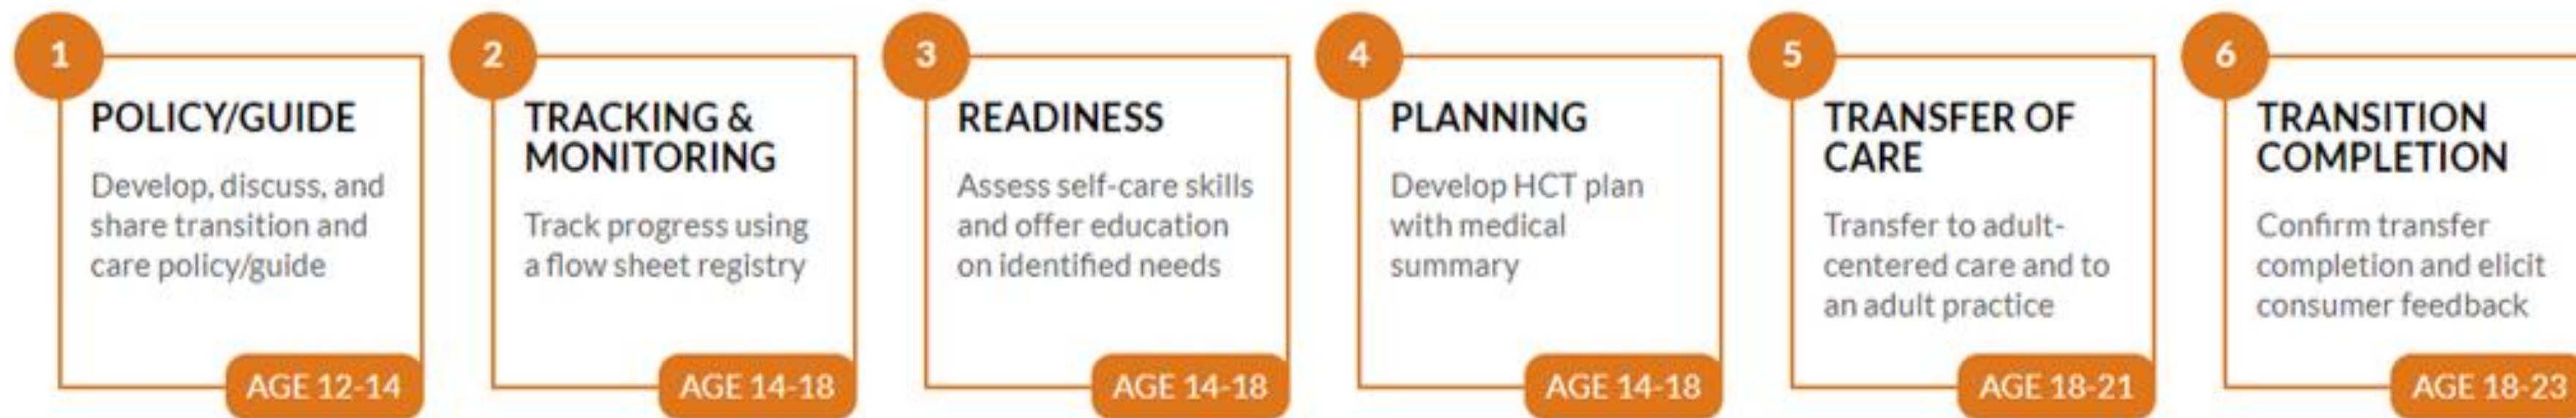 1
POLICY/GUIDE
Develop, discuss, and
share transition and
care policy/guide
AGE 12-14
2
TRACKING &
MONITORING
Track progress using
a flow sheet registry
AGE 14-18
3
READINESS
Assess self-care skills
and offer education
on identified needs
AGE 14-18
4
PLANNING
Develop HCT plan
with medical
summary
AGE 14-18
5
TRANSFER OF
CARE
Transfer to adult-
centered care and to
an adult practice
AGE 18-21
6
TRANSITION
COMPLETION
Confirm transfer
completion and elicit
consumer feedback
AGE 18-23